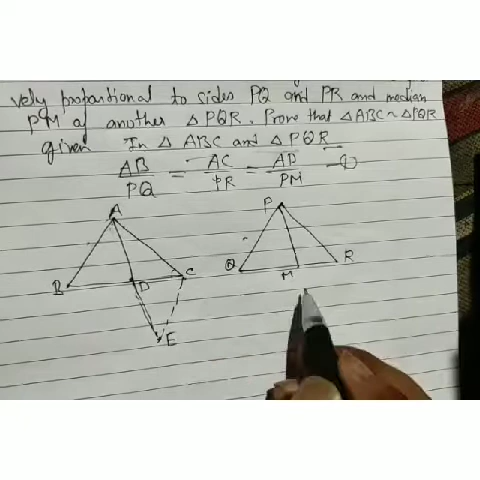 vely proportional to sides PQ and PR and median
PM of another △ PQR. Prove that △ABC ~ △PQR
given In △ ABC and △ PQR
AB/PQ = AC/PR = AD/PM —①
A
B
D
C
E
P
Q
M
R